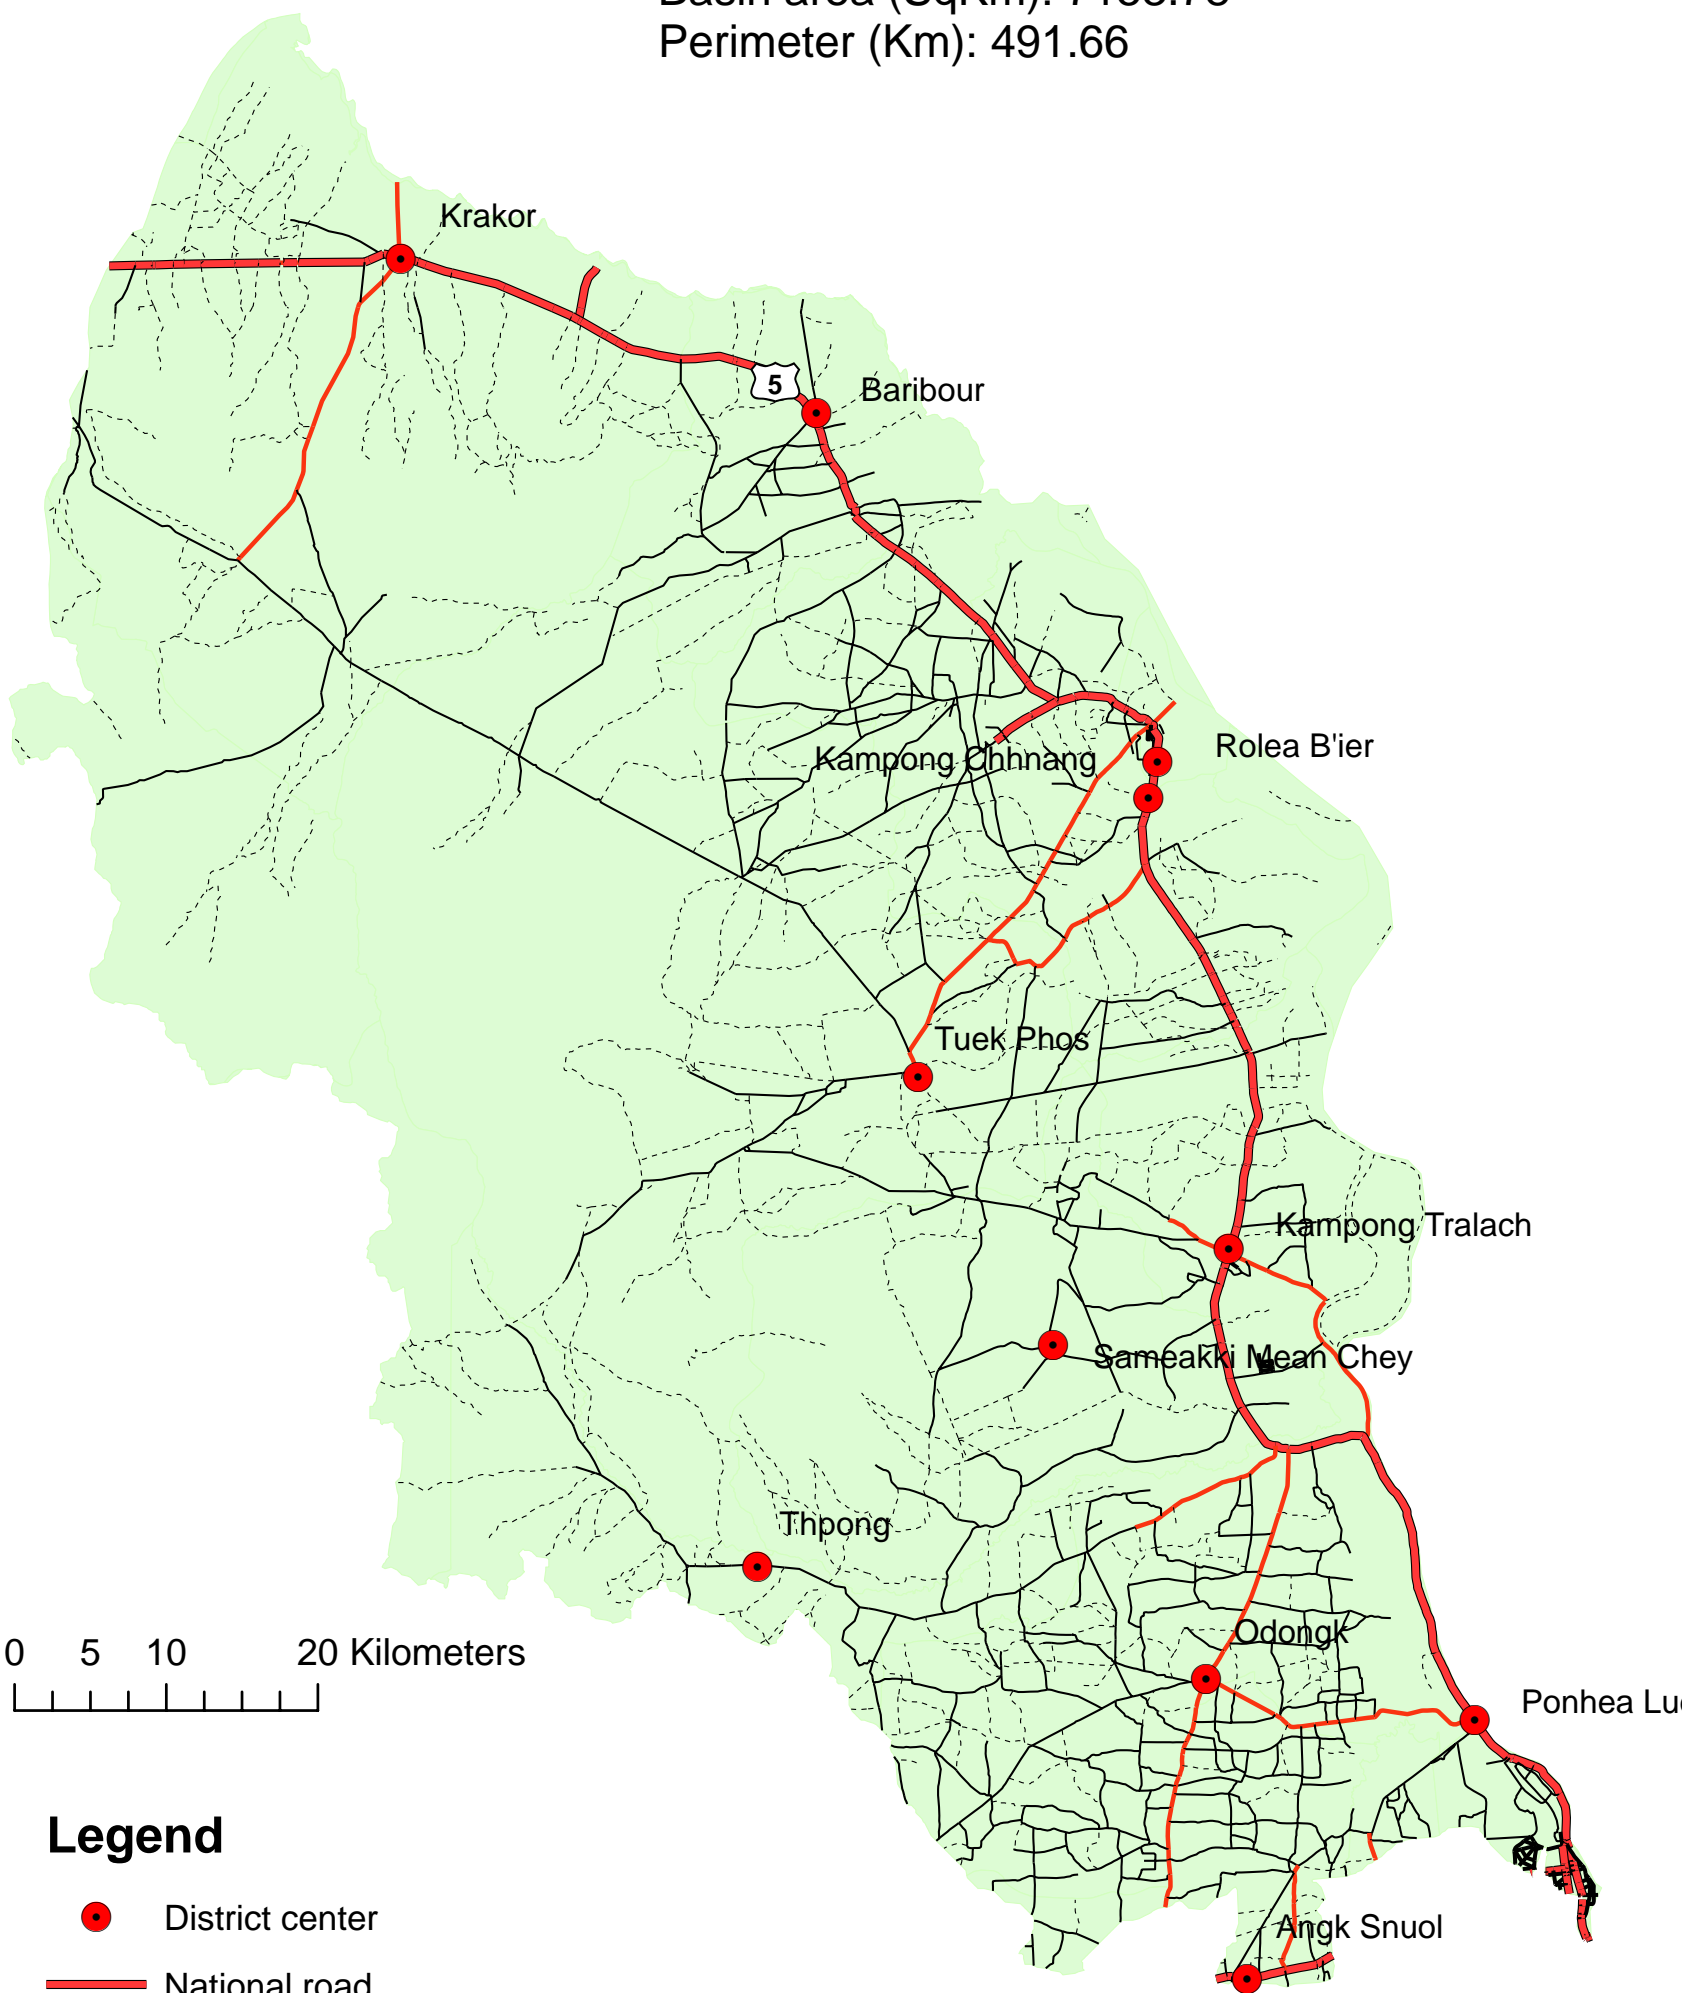 Perimeter (Km): 491.66
Krakor
5
Baribour
Rolea B'ier
Kampong Chhnang
Tuek Phos
Kampong Tralach
Sameakki Mean Chey
Thpong
Odongk
0 5 10 20 Kilometers
Ponhea
Legend
District center
Angk Snuol
National road